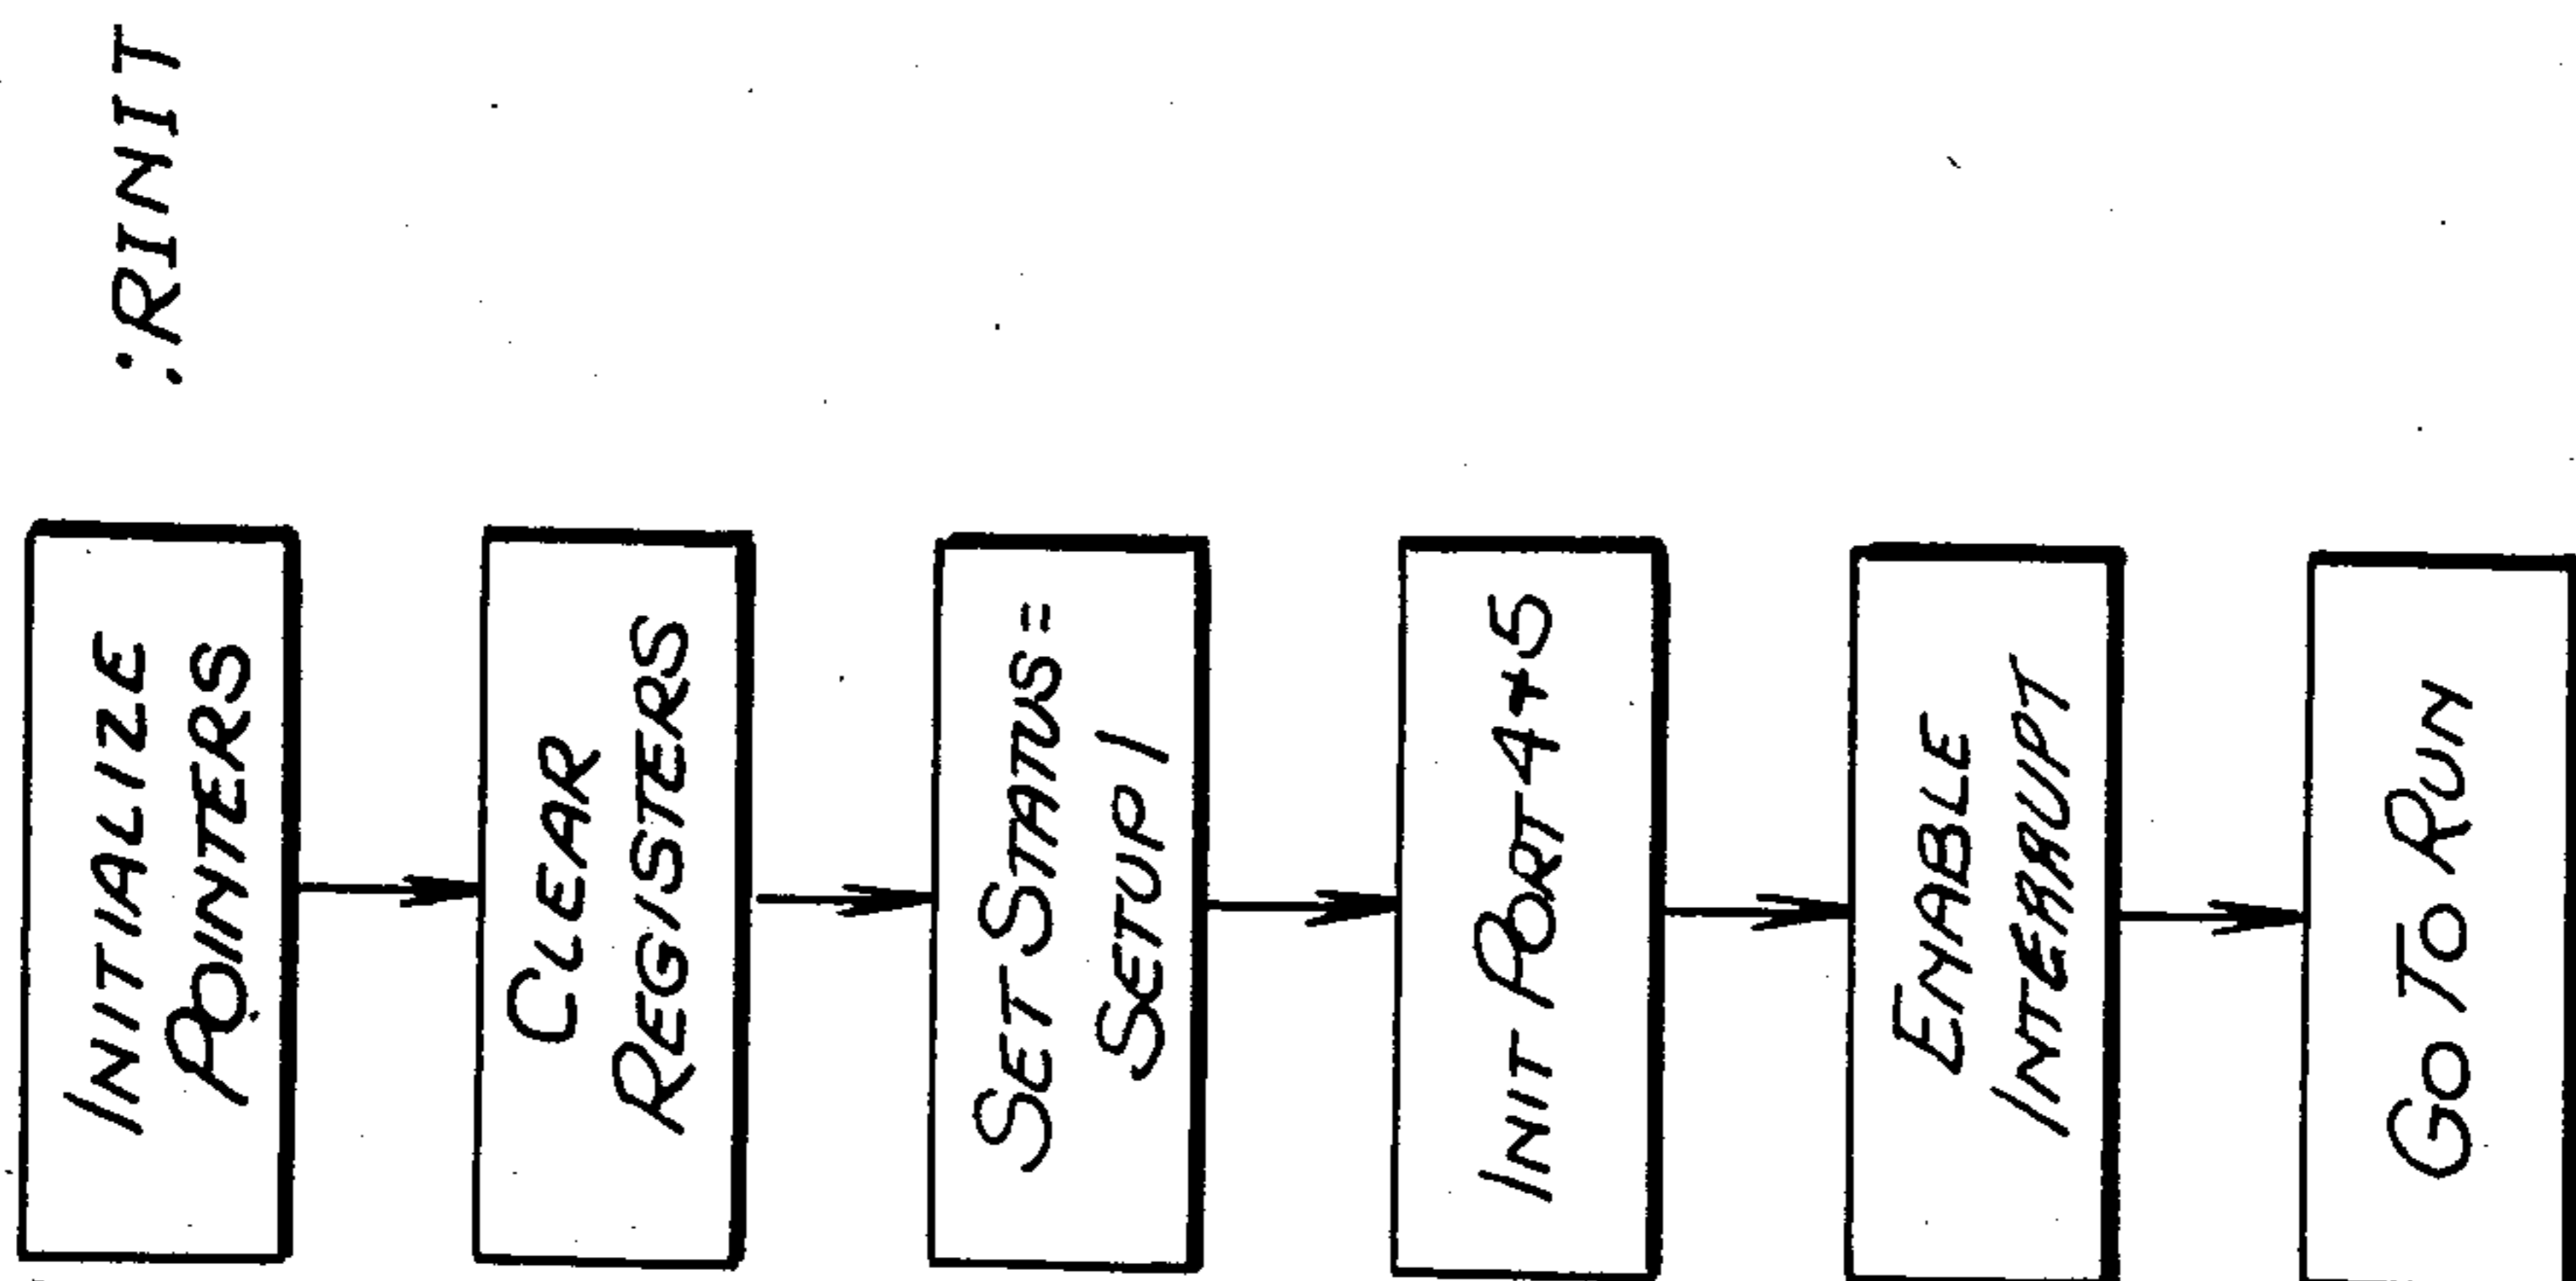 :RINIT
INITIALIZE
POINTERS
CLEAR
REGISTERS
SET STATUS=
SETUP 1
INIT PORT 4+5
ENABLE
INTERRUPT
GO TO RUN